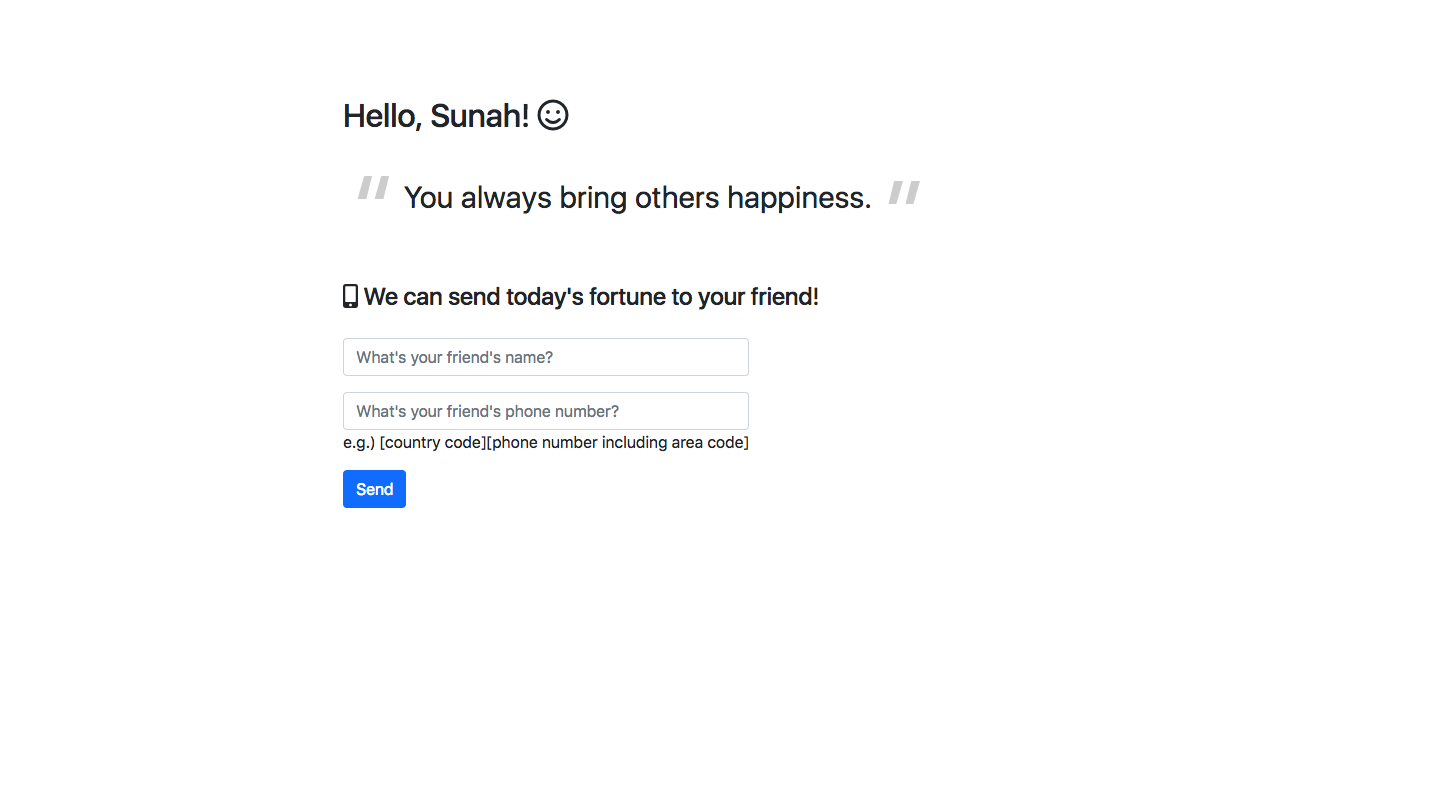 Hello, Sunah!
" You always bring others happiness. "
We can send today's fortune to your friend!
What's your friend's name?
What's your friend's phone number?
e.g.) [country code][phone number including area code]
Send